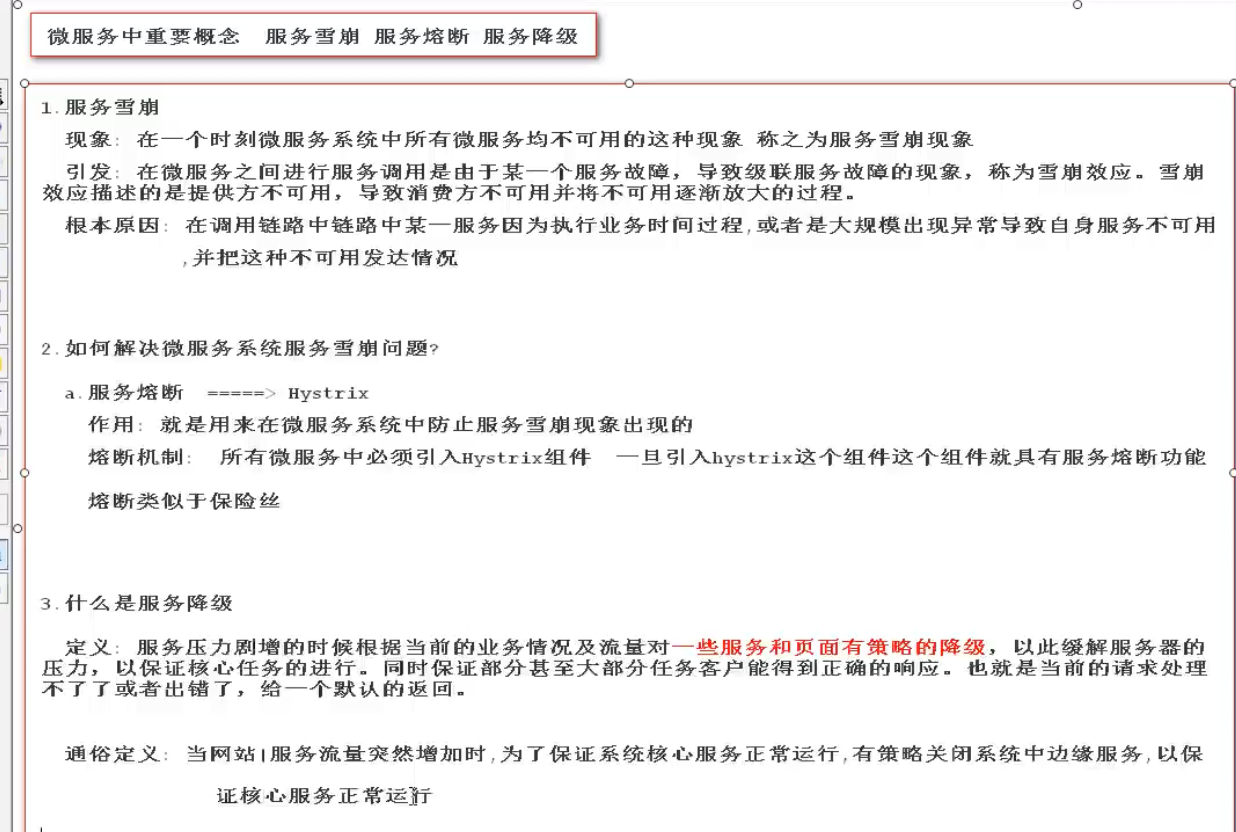 微服务中重要概念 服务雪崩 服务熔断 服务降级
1.服务雪崩
现象: 在一个时刻微服务系统中所有微服务均不可用的这种现象 称之为服务雪崩现象
引发: 在微服务之间进行服务调用是由于某一个服务故障，导致级联服务故障的现象，称为雪崩效应。雪崩
效应描述的是提供方不可用，导致消费方不可用并将不可用逐渐放大的过程。
根本原因: 在调用链路中链路中某一服务因为执行业务时间过程,或者是大规模出现异常导致自身服务不可用
,并把这种不可用发达情况
2.如何解决微服务系统服务雪崩问题?
a.服务熔断 =====> Hystrix
作用: 就是用来在微服务系统中防止服务雪崩现象出现的
熔断机制: 所有微服务中必须引入Hystrix组件 一旦引入hystrix这个组件这个组件就具有服务熔断功能
熔断类似于保险丝
3.什么是服务降级
定义: 服务压力剧增的时候根据当前的业务情况及流量对一些服务和页面有策略的降级，以此缓解服务器的
压力，以保证核心任务的进行。同时保证部分甚至大部分任务客户能得到正确的响应。也就是当前的请求处理
不了了或者出错了，给一个默认的返回。
通俗定义: 当网站|服务流量突然增加时,为了保证系统核心服务正常运行,有策略关闭系统中边缘服务,以保
证核心服务正常运行